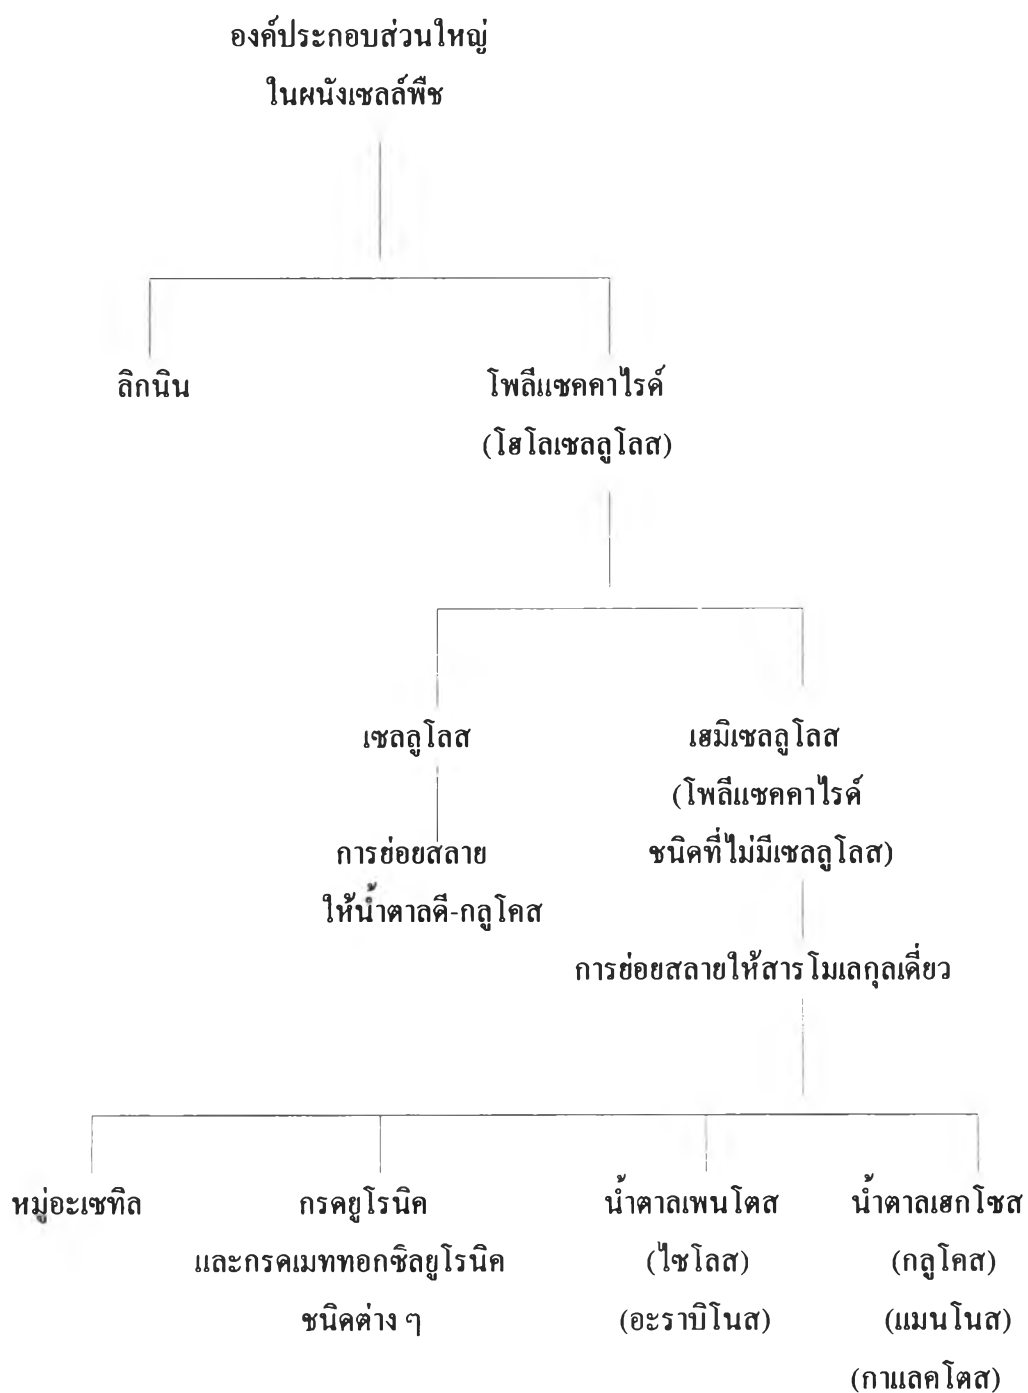 องค์ประกอบส่วนใหญ่
ในผนังเซลล์พืช
ลิกนิน
โพลีแซคคาไรด์
(โฮโลเซลลูโลส)
เซลลูโลส
การย่อยสลาย
ให้น้ำตาลดี-กลูโคส
เฮมิเซลลูโลส
(โพลีแซคคาไรด์
ชนิดที่ไม่มีเซลลูโลส)
การย่อยสลายให้สารโมเลกุลเดี่ยว
หมู่อะเซทิล
กรดยูโรนิค
และกรดเมททอกซิลยูโรนิค
ชนิดต่าง ๆ
น้ำตาลเพนโตส
(ไซโลส)
(อะราบิโนส)
น้ำตาลเฮกโซส
(กลูโคส)
(แมนโนส)
(กาแลคโตส)